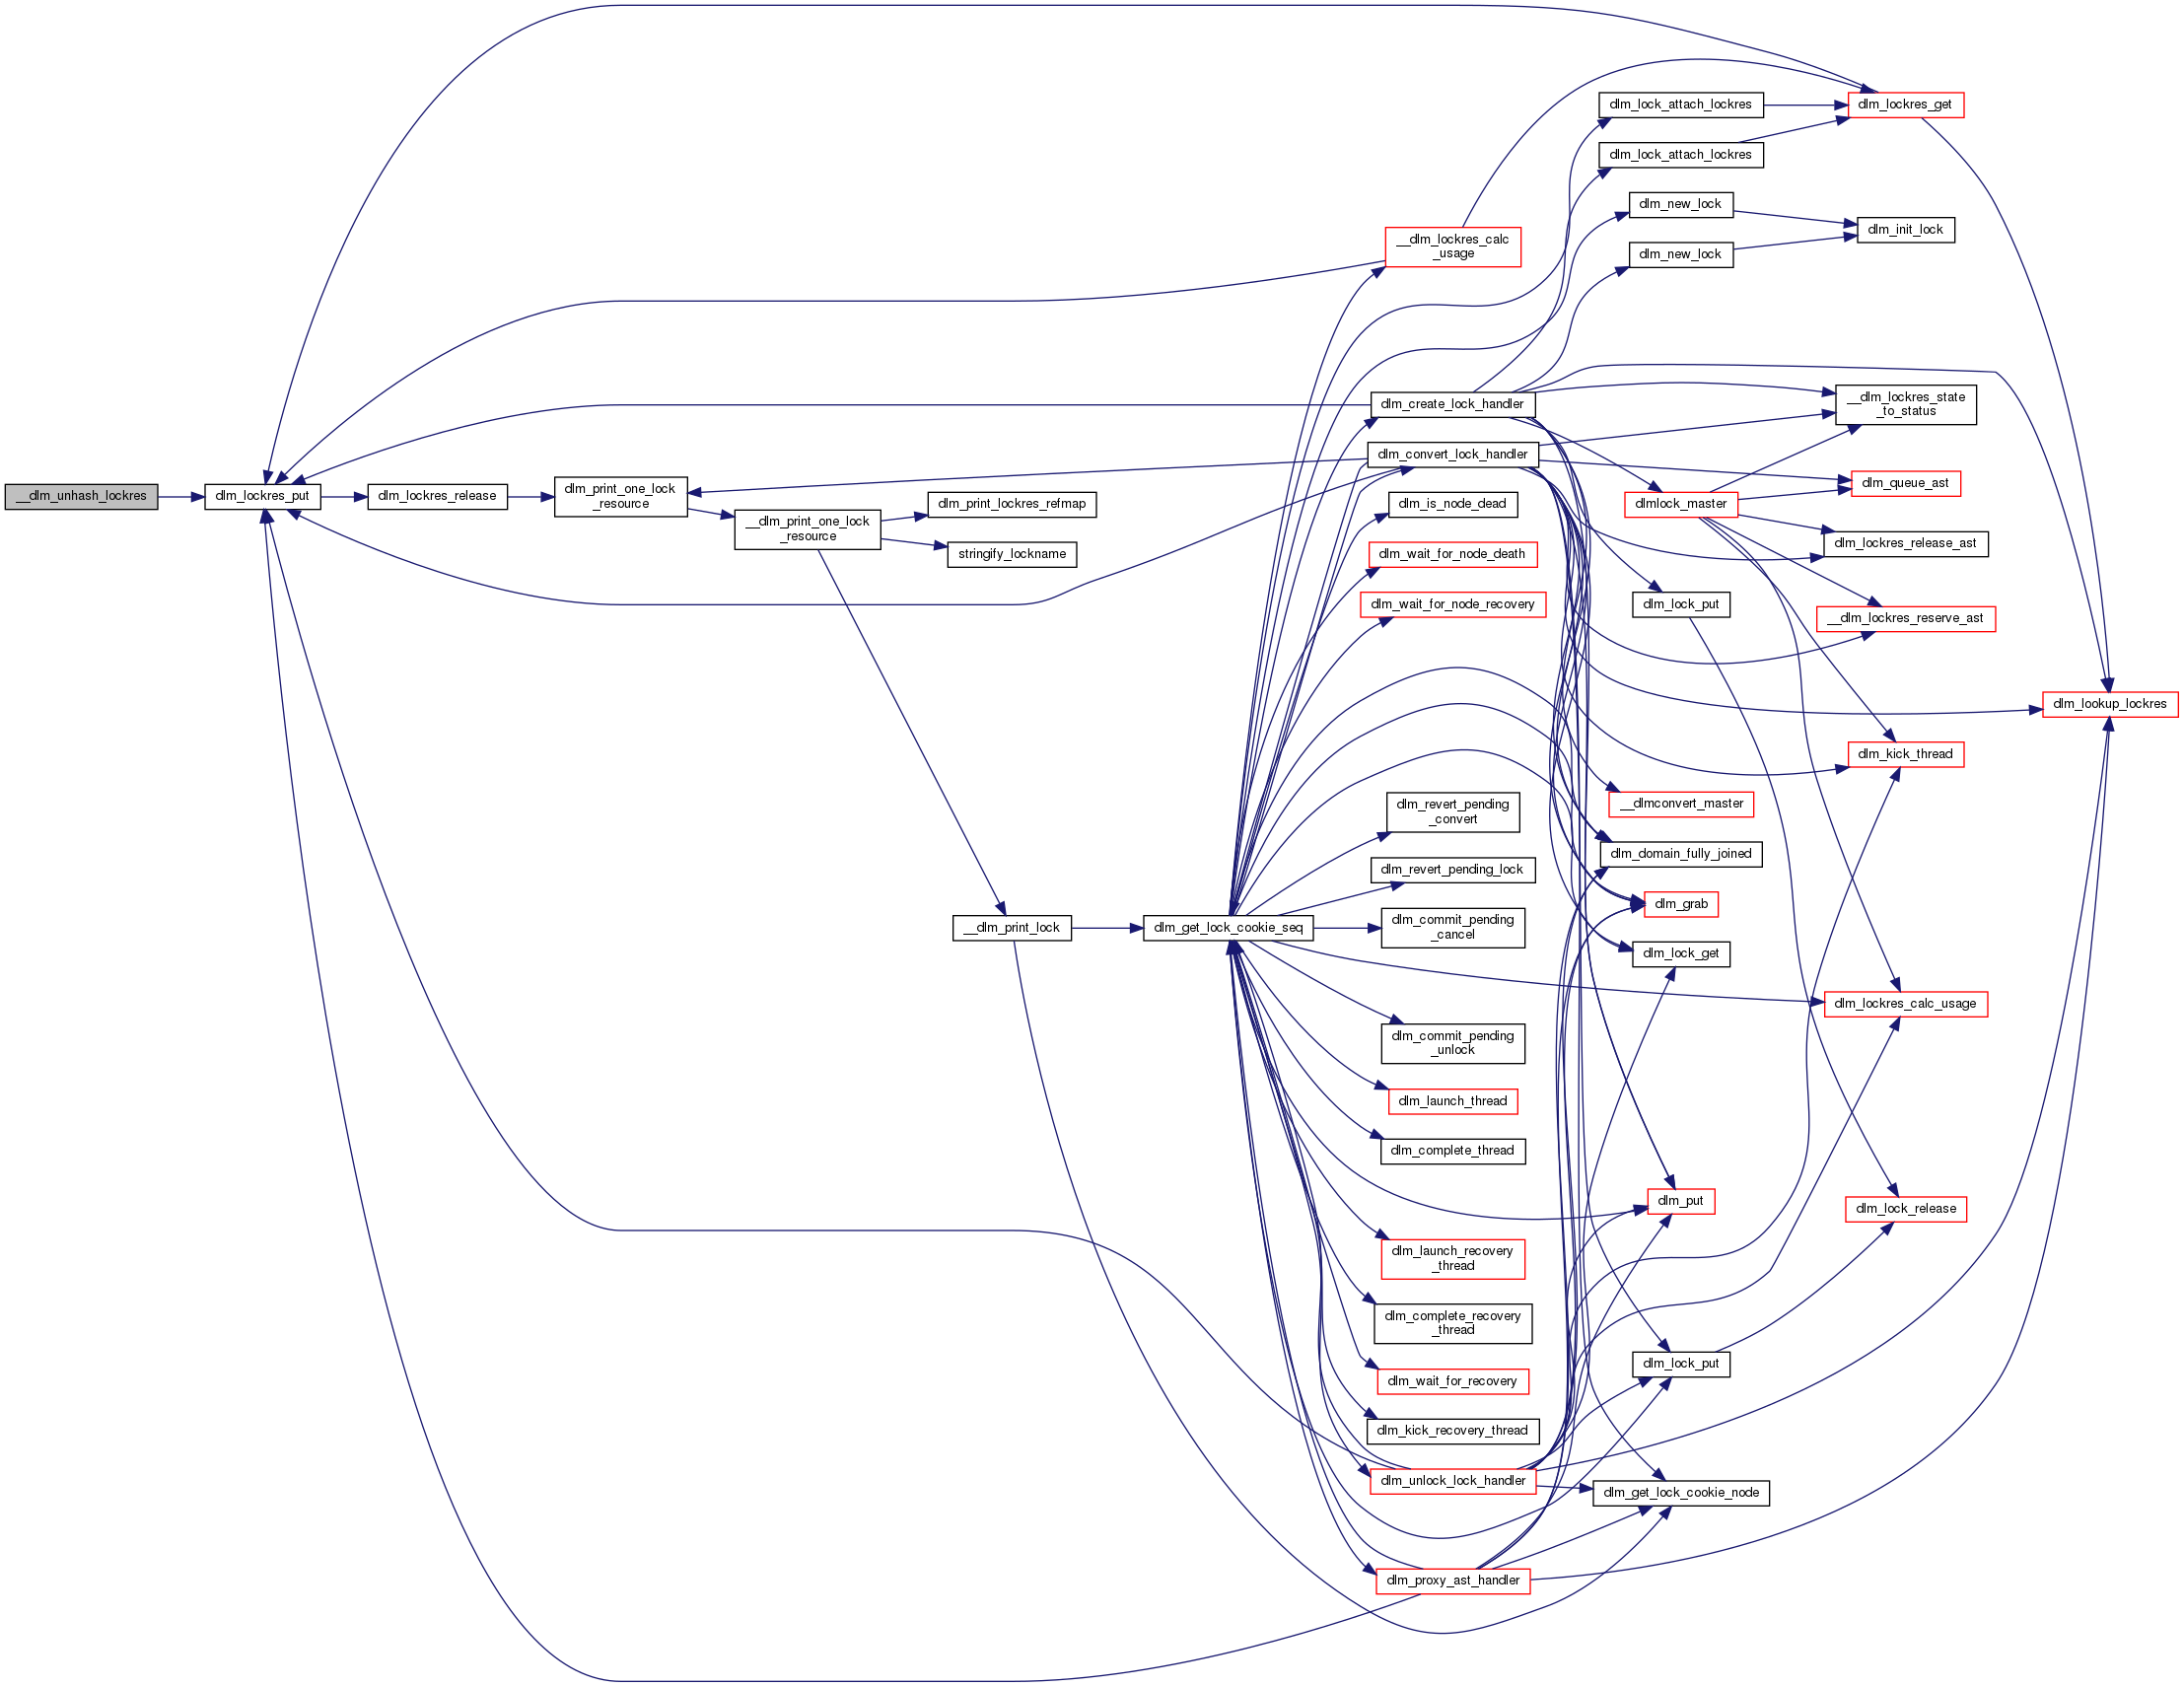 __dlm_unhash_lockres
dlm_lockres_put
dlm_lockres_release
dlm_print_one_lock
_resource
__dlm_print_one_lock
_resource
dlm_print_lockres_refmap
stringify_lockname
__dlm_print_lock
dlm_get_lock_cookie_seq
__dlm_lockres_calc
_usage
dlm_create_lock_handler
dlm_convert_lock_handler
dlm_is_node_dead
dlm_wait_for_node_death
dlm_wait_for_node_recovery
dlm_revert_pending
_convert
dlm_revert_pending_lock
dlm_commit_pending
_cancel
dlm_commit_pending
_unlock
dlm_launch_thread
dlm_complete_thread
dlm_launch_recovery
_thread
dlm_complete_recovery
_thread
dlm_wait_for_recovery
dlm_kick_recovery_thread
dlm_unlock_lock_handler
dlm_proxy_ast_handler
dlm_lock_attach_lockres
dlm_lock_attach_lockres
dlm_new_lock
dlm_new_lock
dlmlock_master
dlm_lock_put
__dlmconvert_master
dlm_domain_fully_joined
dlm_grab
dlm_lock_get
dlm_put
dlm_lock_put
dlm_get_lock_cookie_node
dlm_lockres_get
dlm_init_lock
__dlm_lockres_state
_to_status
dlm_queue_ast
dlm_lockres_release_ast
__dlm_lockres_reserve_ast
dlm_kick_thread
dlm_lockres_calc_usage
dlm_lock_release
dlm_lookup_lockres